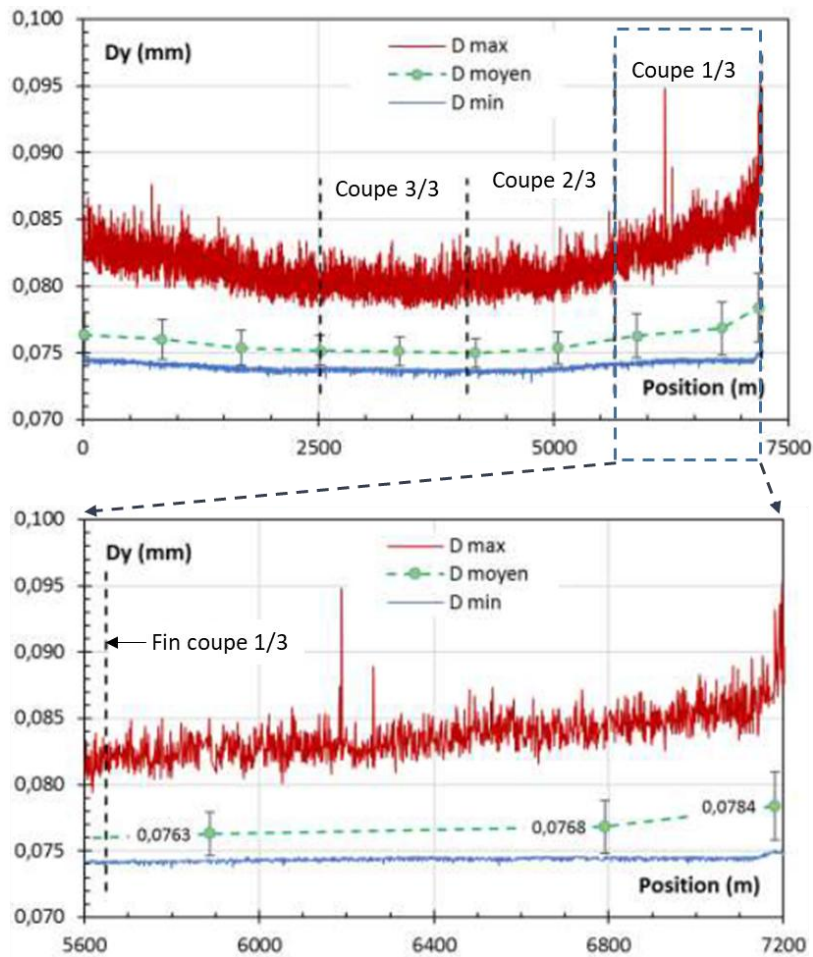 0,100
Dy (mm)
D max
D moyen
D min
Coupe 1/3
0,095
0,090
Coupe 3/3
Coupe 2/3
0,085
0,080
0,075
Position (m)
0,070
0
2500
5000
7500
0,100
Dy (mm)
D max
D moyen
D min
0,095
Fin coupe 1/3
0,090
0,085
0,080
0,0763
0,0768
0,0784
0,075
Position (m)
0,070
5600
6000
6400
6800
7200